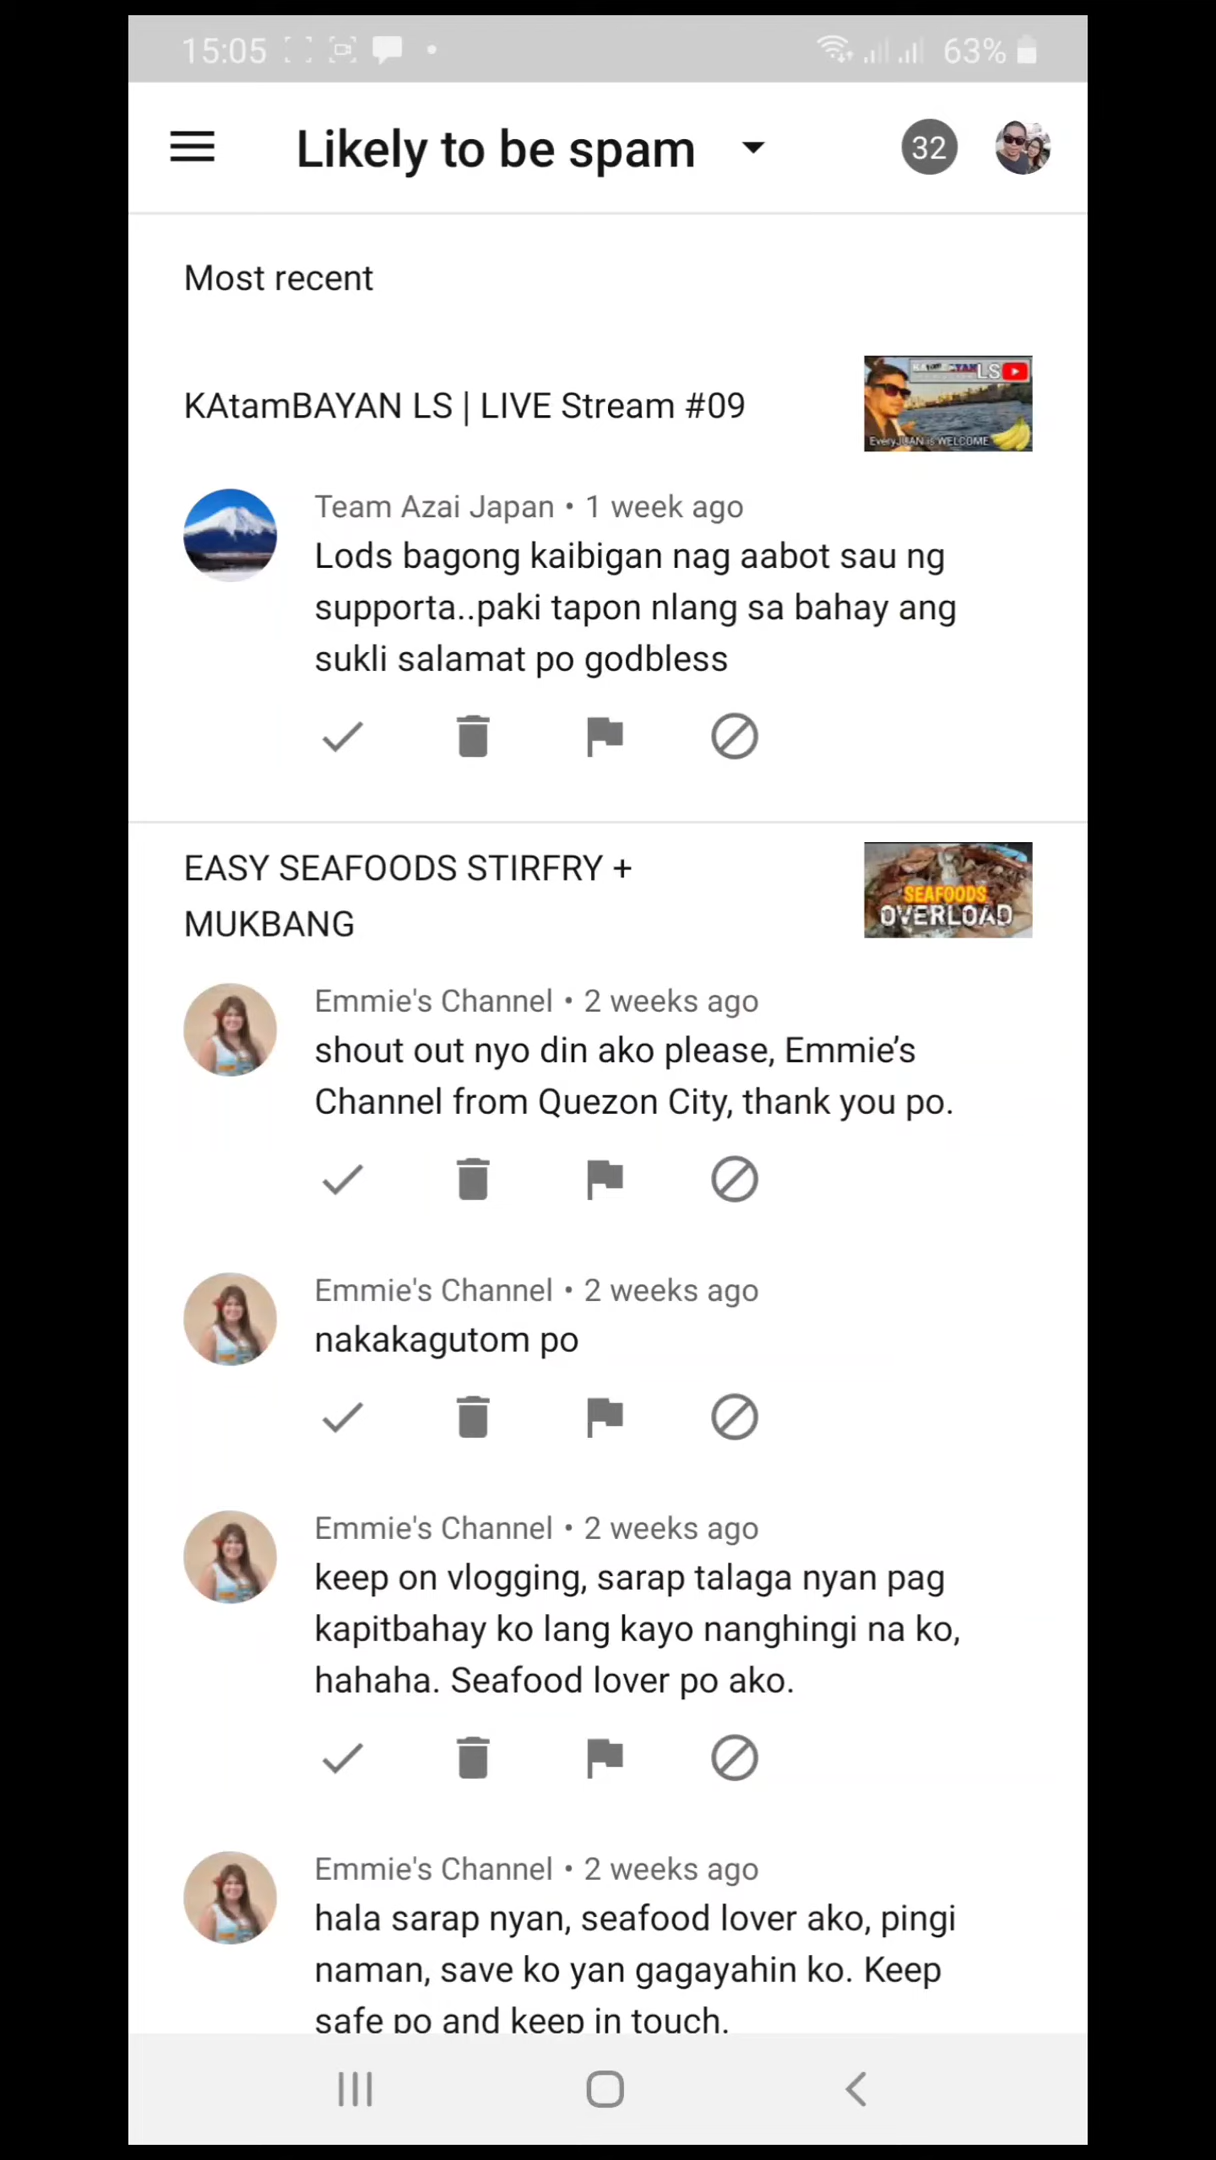 15:05
63%
Likely to be spam
32
Most recent
KAtamBAYAN LS | LIVE Stream #09
LS
EveryJUAN is WELCOME
Team Azai Japan • 1 week ago
Lods bagong kaibigan nag aabot sau ng
supporta..paki tapon nlang sa bahay ang
sukli salamat po godbless
EASY SEAFOODS STIRFRY +
MUKBANG
SEAFOODS
OVERLOAD
Emmie's Channel • 2 weeks ago
shout out nyo din ako please, Emmie’s
Channel from Quezon City, thank you po.
Emmie's Channel • 2 weeks ago
nakakagutom po
Emmie's Channel • 2 weeks ago
keep on vlogging, sarap talaga nyan pag
kapitbahay ko lang kayo nanghingi na ko,
hahaha. Seafood lover po ako.
Emmie's Channel • 2 weeks ago
hala sarap nyan, seafood lover ako, pingi
naman, save ko yan gagayahin ko. Keep
safe po and keep in touch.